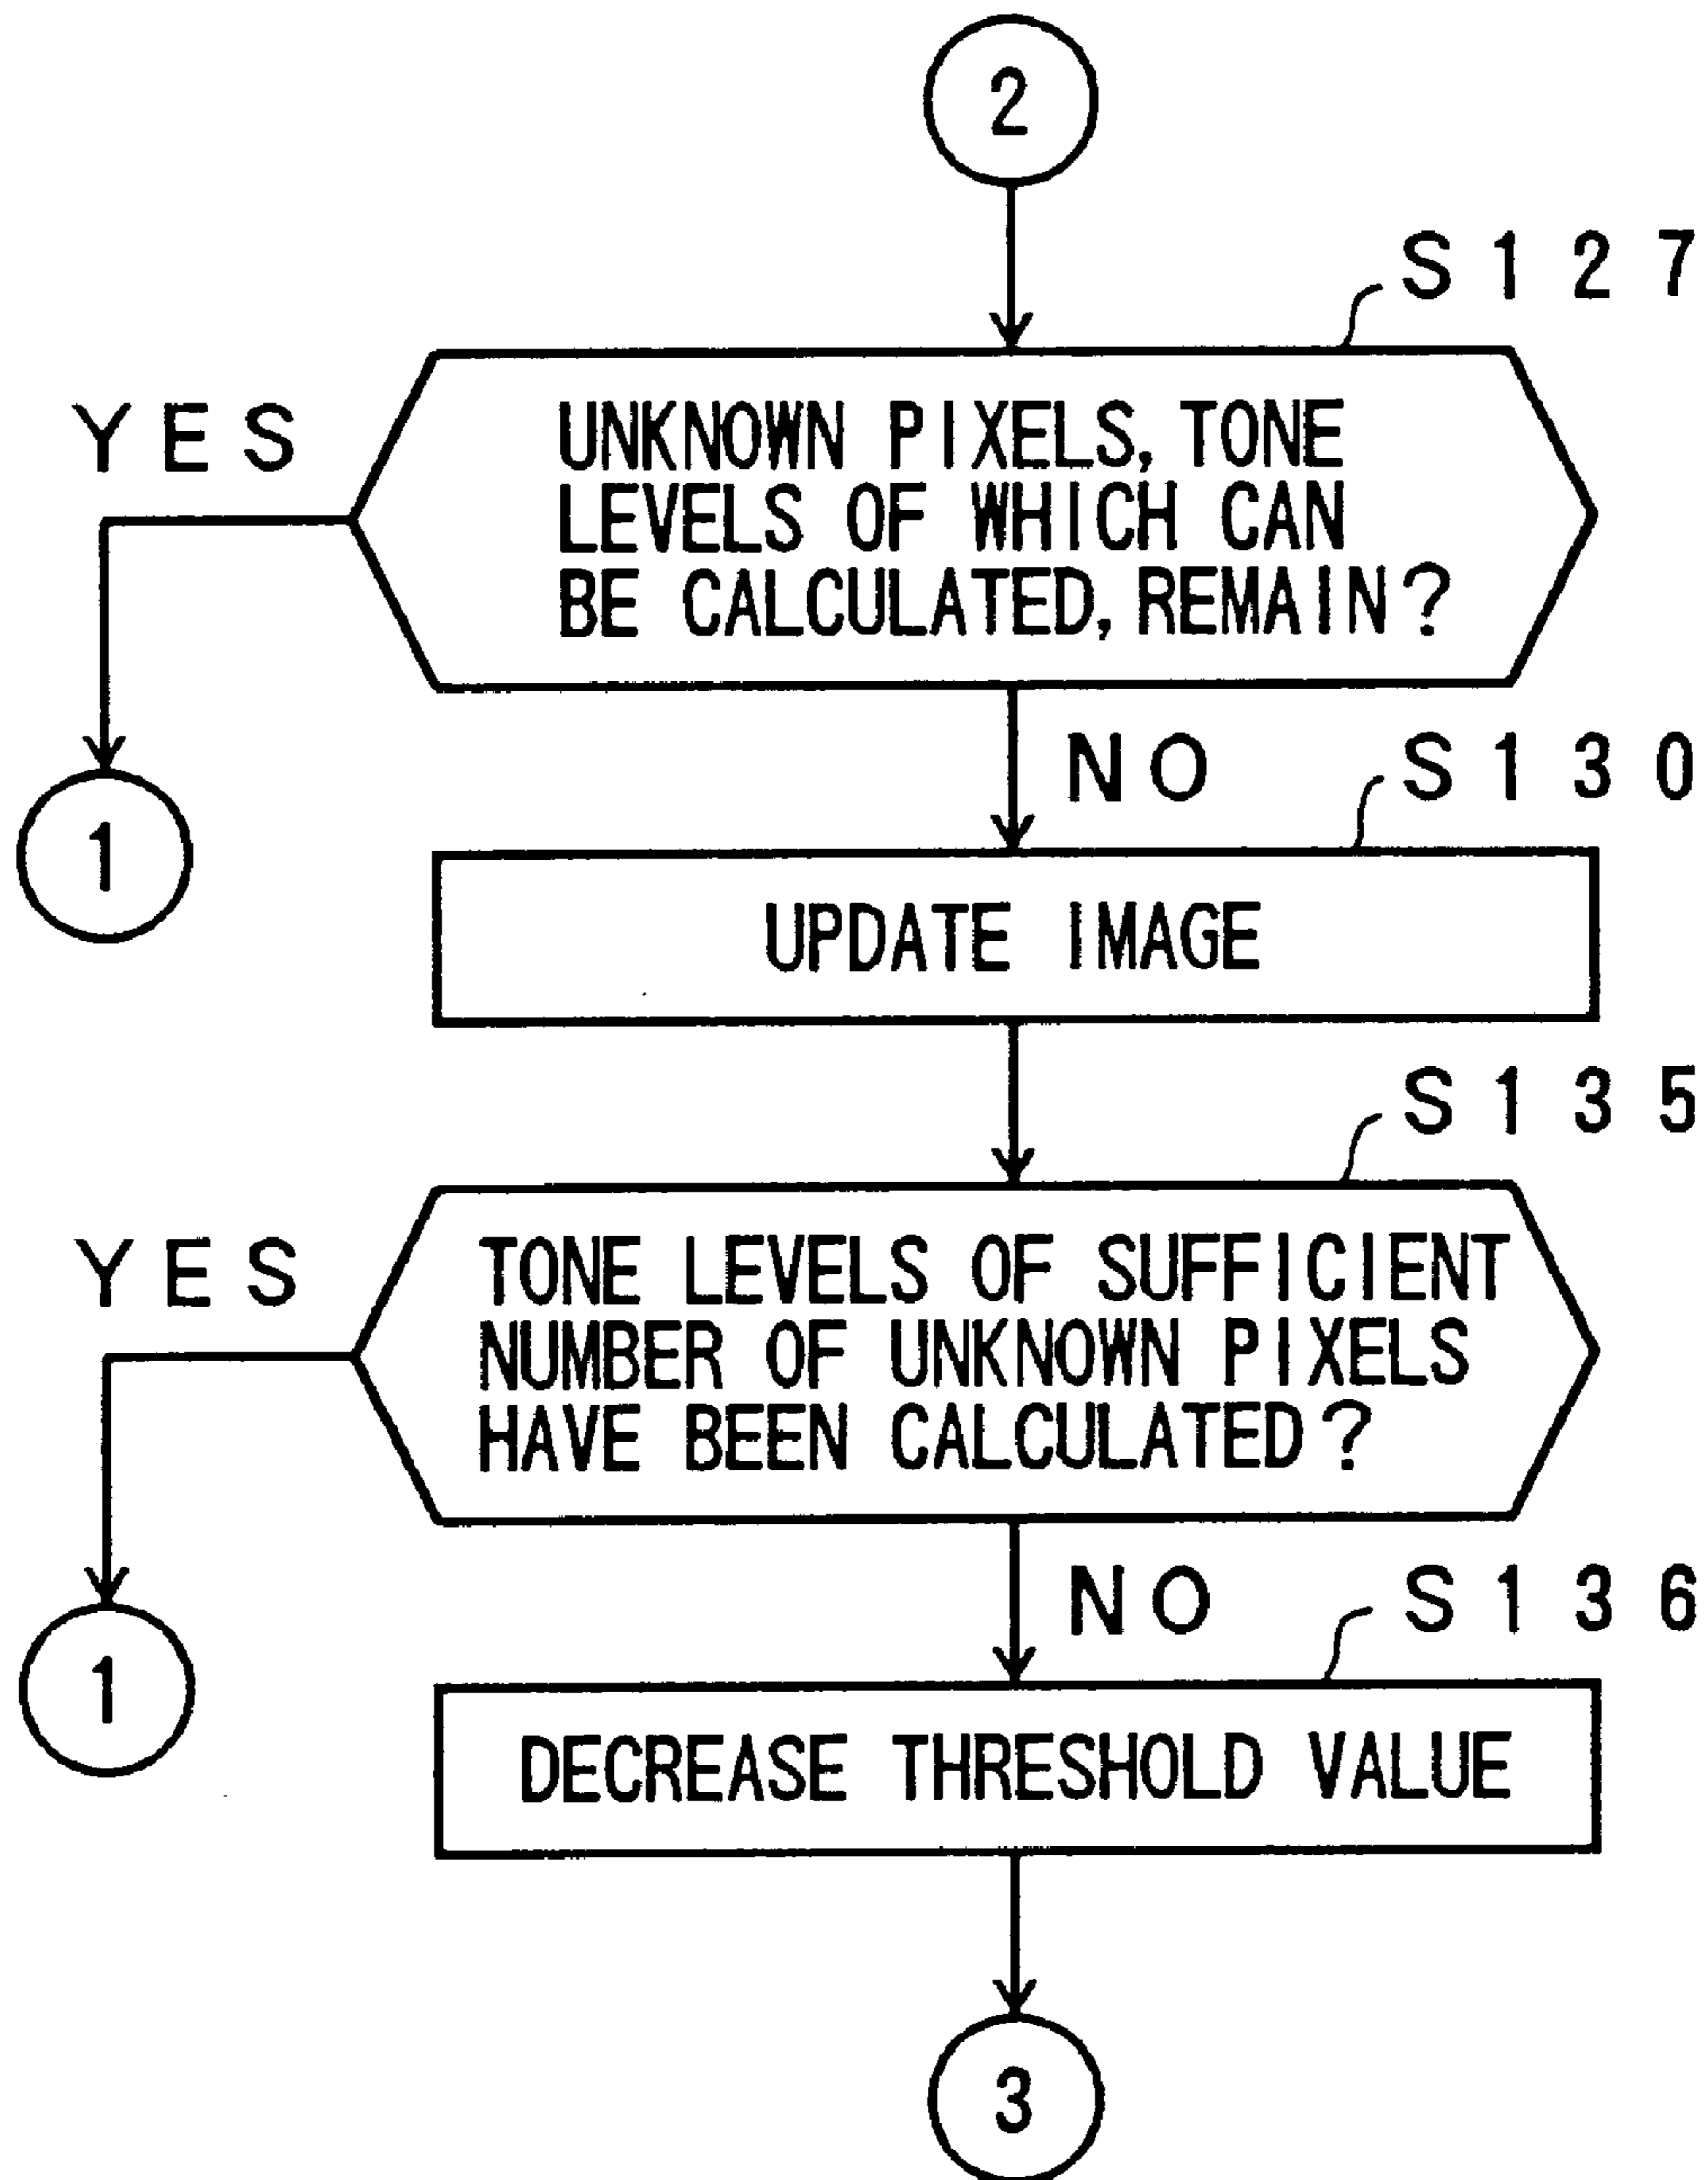 2
S127
YES
UNKNOWN PIXELS, TONE
LEVELS OF WHICH CAN
BE CALCULATED, REMAIN?
NO
S130
1
UPDATE IMAGE
S135
YES
TONE LEVELS OF SUFFICIENT
NUMBER OF UNKNOWN PIXELS
HAVE BEEN CALCULATED?
NO
S136
1
DECREASE THRESHOLD VALUE
3